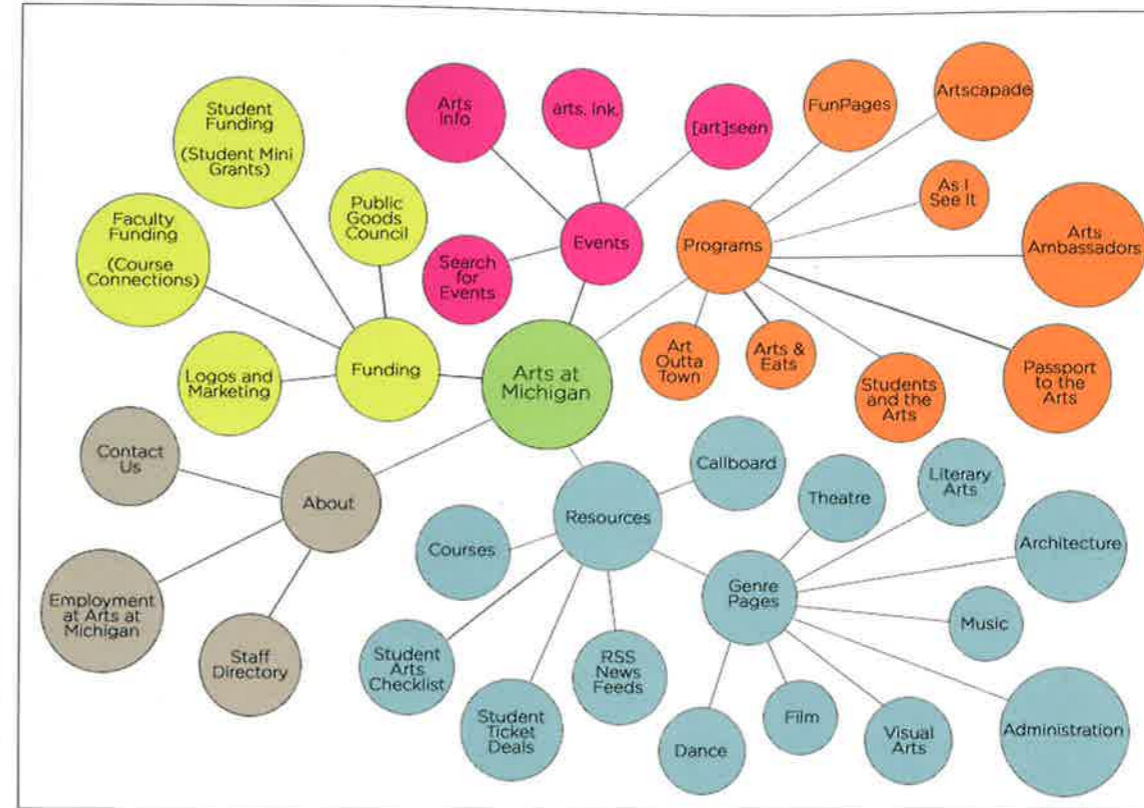 Student
Funding
(Student Mini
Grants)
Faculty
Funding
(Course
Connections)
Public
Goods
Council
Logos and
Marketing
Funding
Arts
Info
arts, ink.
[art]seen
Search
for
Events
Events
FunPages
Artscapade
As I
See It
Arts
Ambassadors
Programs
Art
Outta
Town
Arts &
Eats
Students
and the
Arts
Passport
to the
Arts
Arts at
Michigan
Contact
Us
About
Employment
at Arts at
Michigan
Staff
Directory
Resources
Callboard
Courses
Student
Arts
Checklist
Student
Ticket
Deals
RSS
News
Feeds
Genre
Pages
Theatre
Literary
Arts
Architecture
Music
Administration
Visual
Arts
Film
Dance